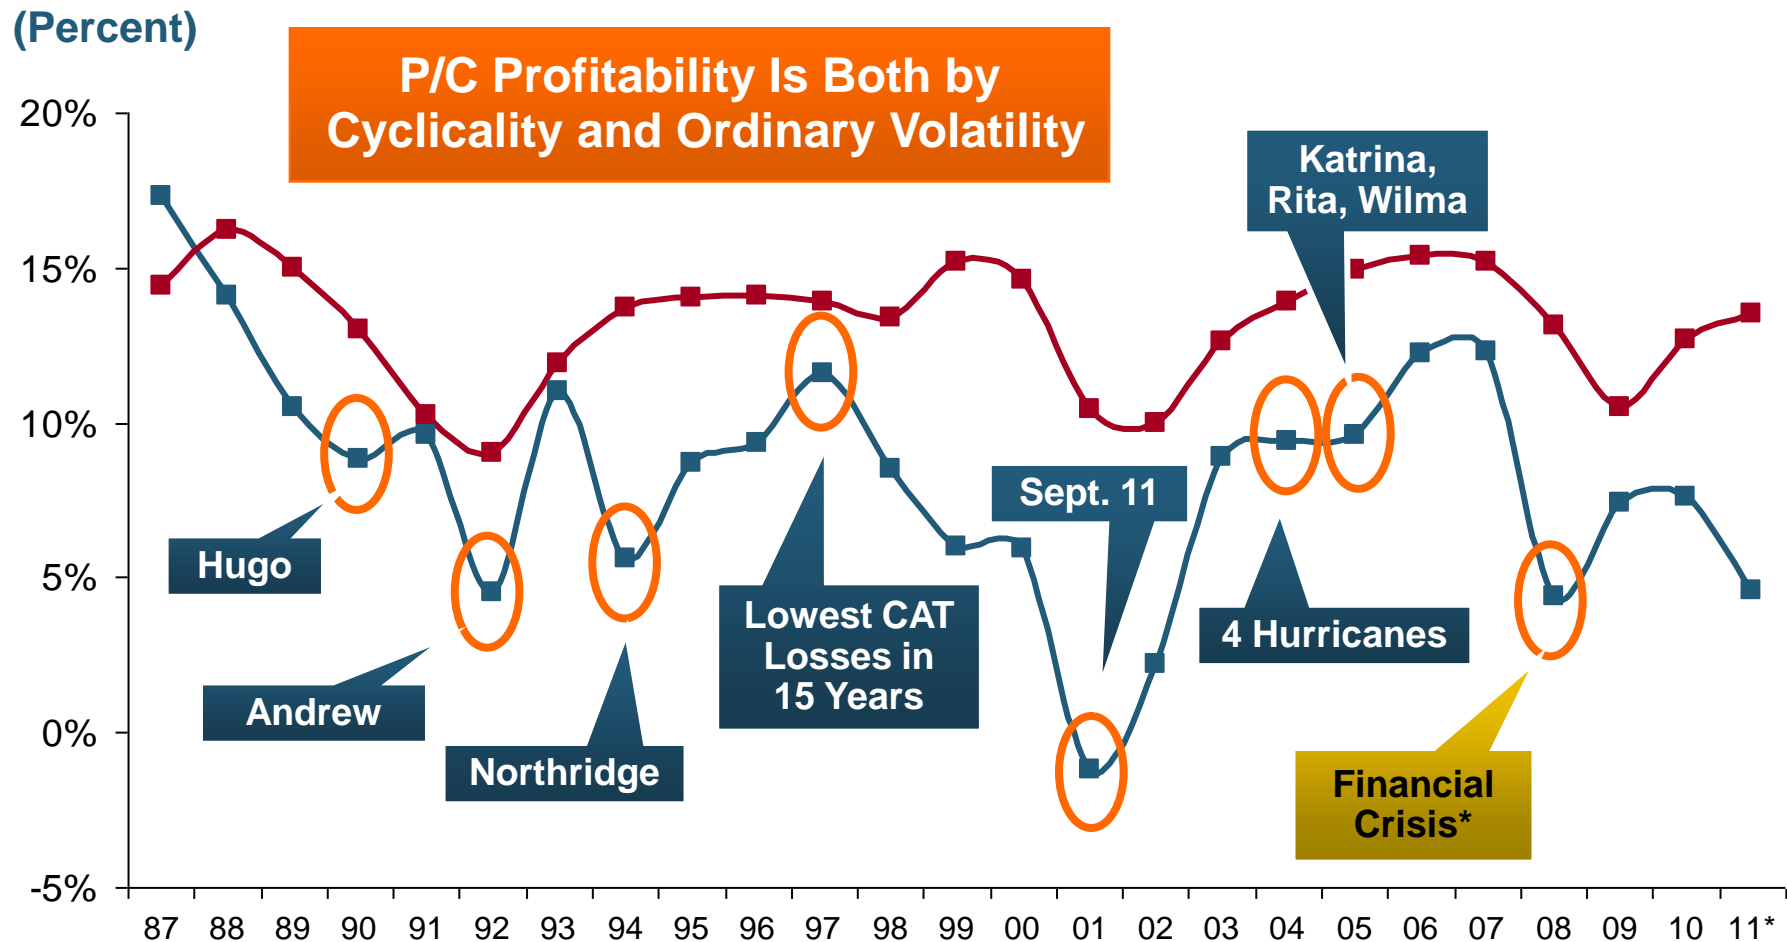 (Percent)
P/C Profitability Is Both by
Cyclicality and Ordinary Volatility
20%
15%
10%
5%
0%
-5%
Katrina,
Rita, Wilma
Sept. 11
Hugo
Lowest CAT
Losses in
15 Years
4 Hurricanes
Andrew
Northridge
Financial
Crisis*
87 88 89 90 91 92 93 94 95 96 97 98 99 00 01 02 03 04 05 06 07 08 09 10 11*